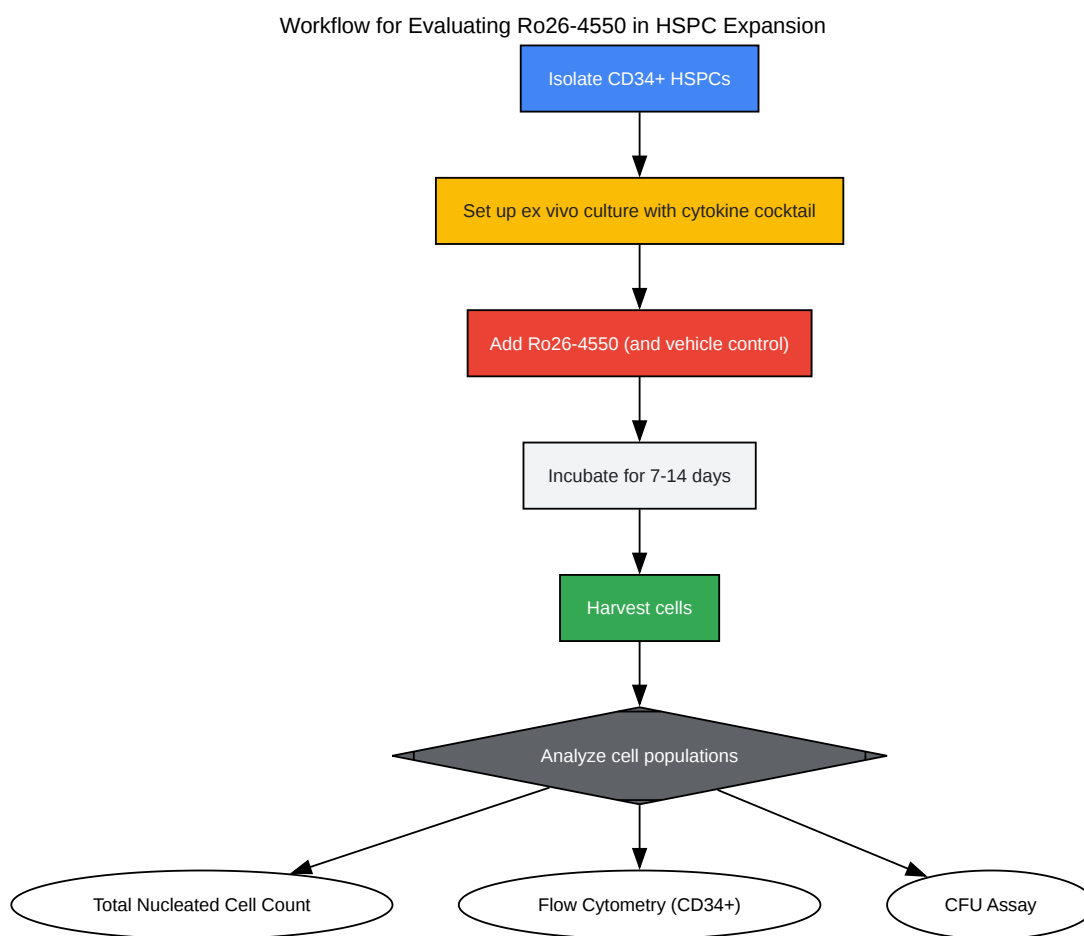 Workflow for Evaluating Ro26-4550 in HSPC Expansion
Isolate CD34+ HSPCs
Set up ex vivo culture with cytokine cocktail
Add Ro26-4550 (and vehicle control)
Incubate for 7-14 days
Harvest cells
Analyze cell populations
Total Nucleated Cell Count
Flow Cytometry (CD34+)
CFU Assay